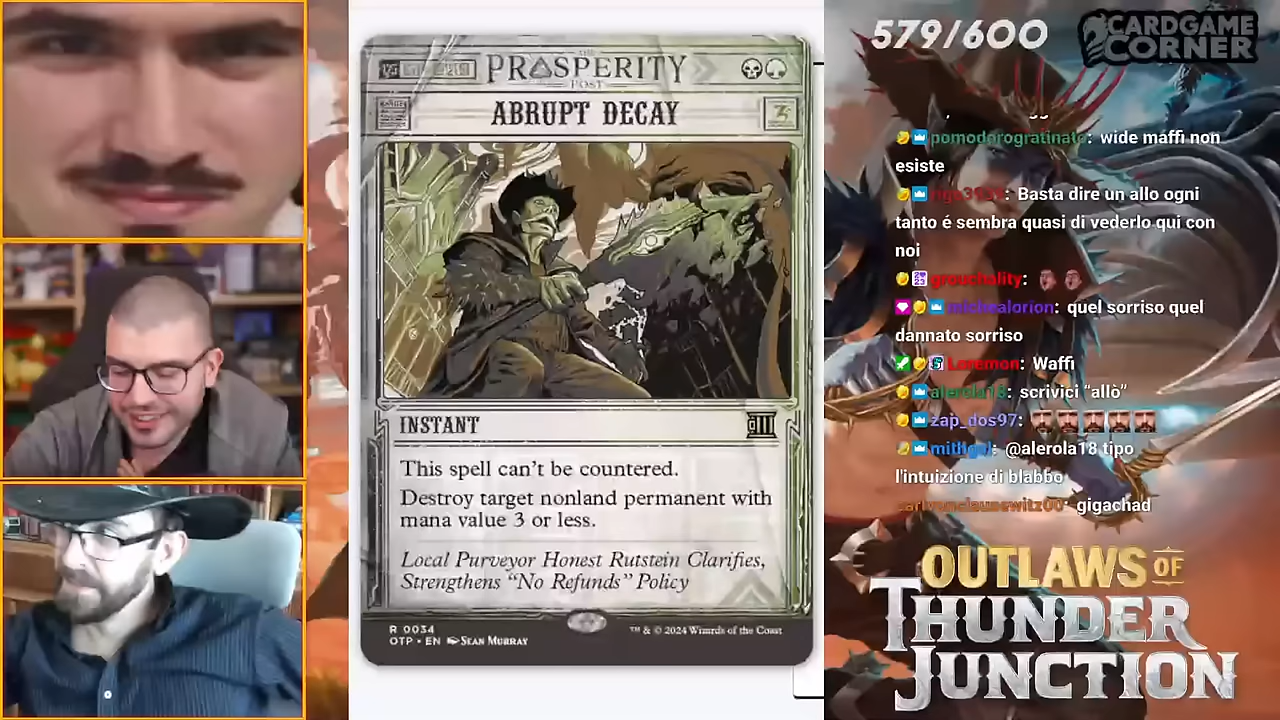 THE
PROSPERITY
POST
ABRUPT DECAY
INSTANT
This spell can't be countered.
Destroy target nonland permanent with
mana value 3 or less.
Local Purveyor Honest Rutstein Clarifies,
Strengthens “No Refunds” Policy
R 0034
OTP • EN SEAN MURRAY
™ & © 2024 Wizards of the Coast
579/600
CARDGAME
CORNER
pomodorogratinato: wide maffi non
esiste
Basta dire un allo ogni
tanto é sembra quasi di vederlo qui con
noi
grouchality:
michealorion: quel sorriso quel
dannato sorriso
Loremon: Waffi
alerola18: scrivici “allò”
zap_dos97:
@alerola18 tipo
l'intuizione di blabbo
carlvonclausewitz00: gigachad
OUTLAWS OF
THUNDER
JUNCTION